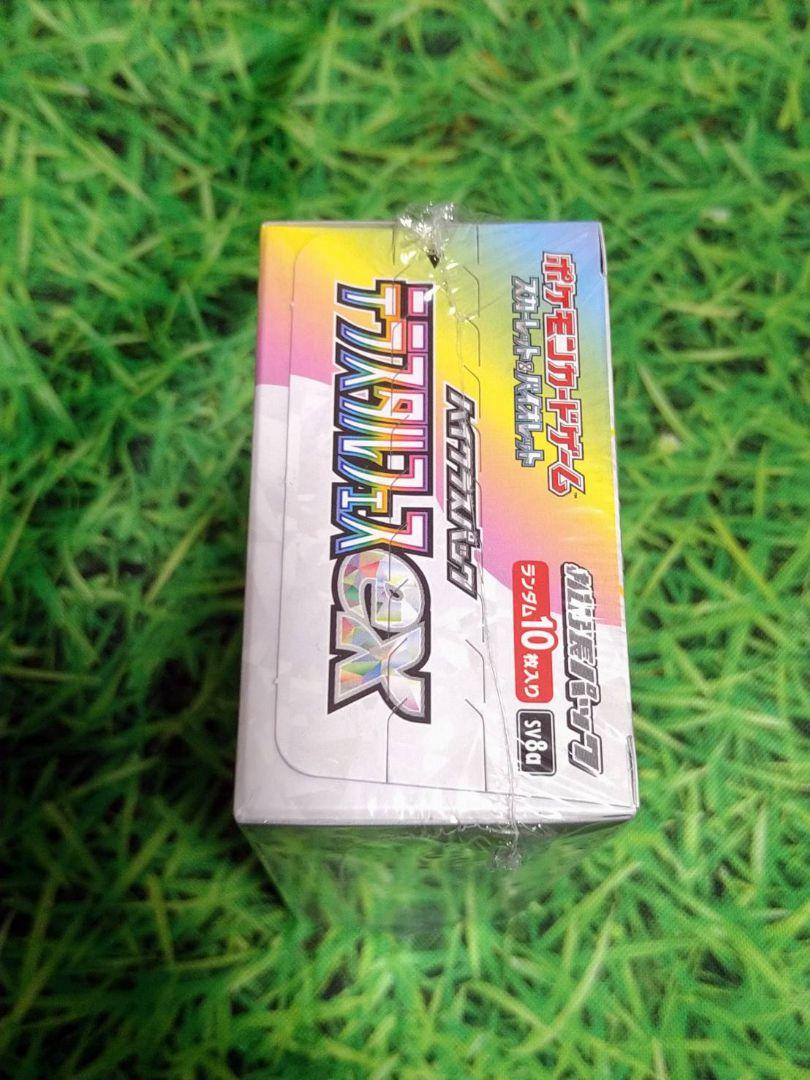 ポケモンカードゲーム™
スカーレット&バイオレット
拡張パック
ランダム10枚入り
SV8a
ハイクラスパック
テラスタルフェスex